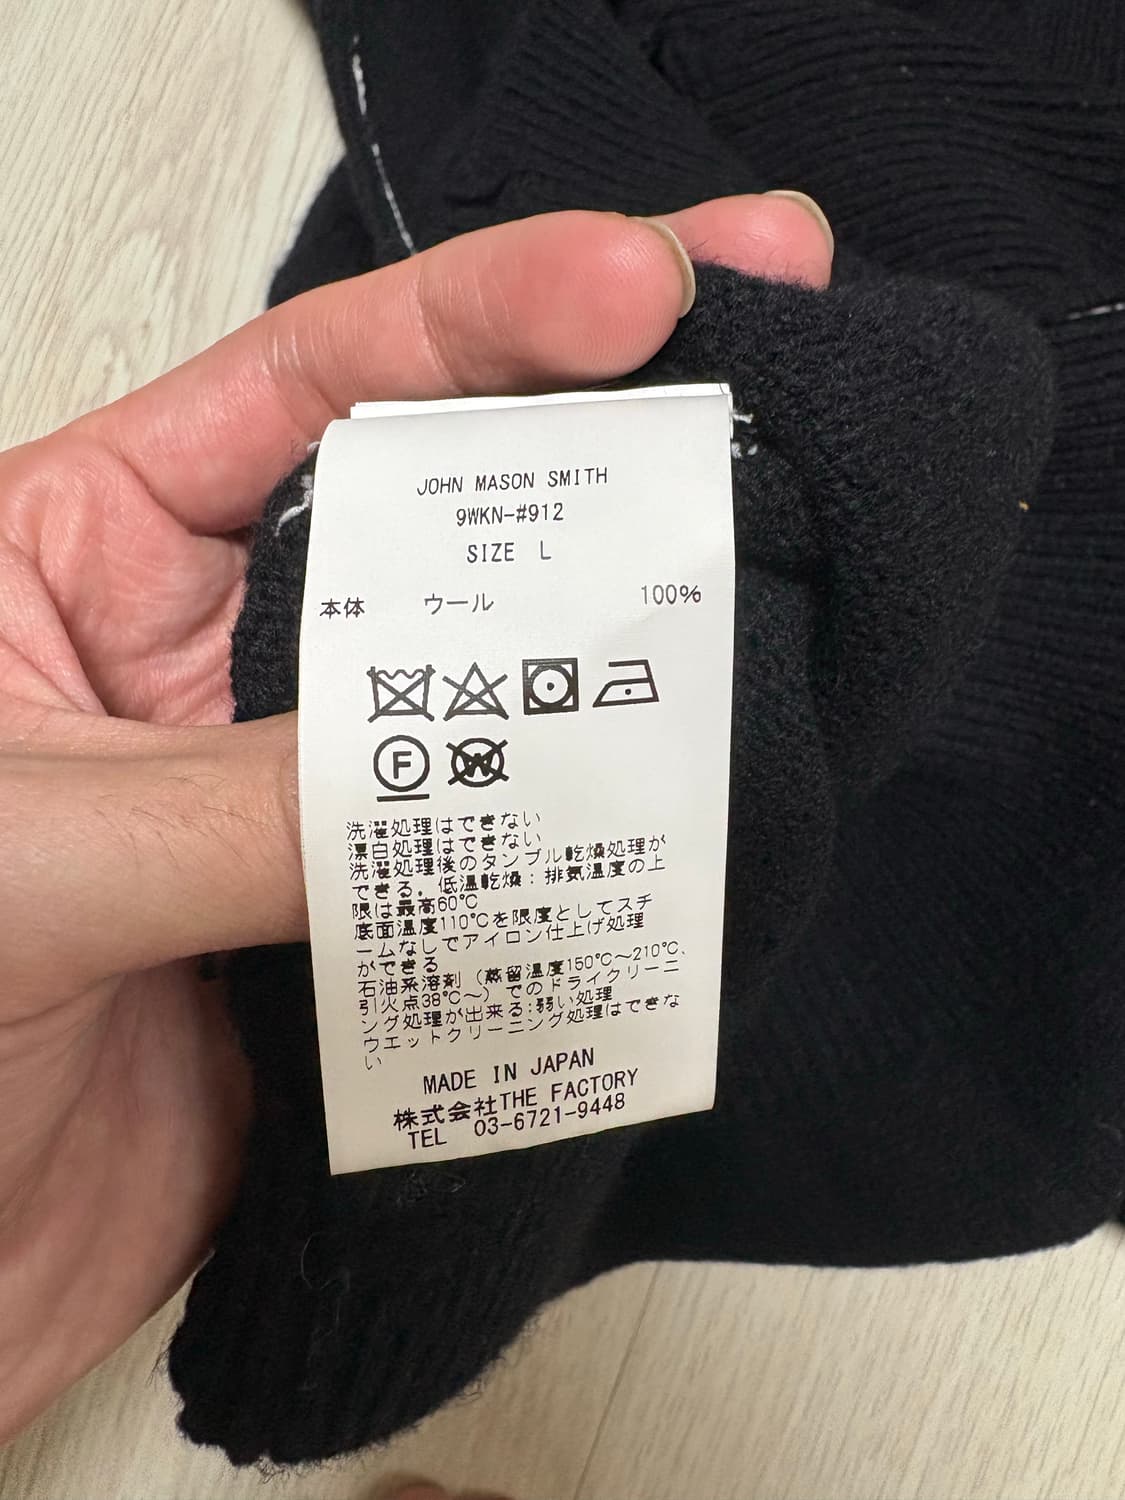 JOHN MASON SMITH
9WKN-#912
SIZE L
本体 ウール 100%
F W
洗濯処理はできない
漂白処理はできない
洗濯処理後のタンブル乾燥処理が
できる。低温乾燥:排気温度の上
限は最高60℃
底面温度110℃を限度としてスチ
ームなしでアイロン仕上げ処理
ができる
石油系溶剤(蒸留温度150℃~210℃、
引火点38℃~)でのドライクリーニ
ング処理が出来る:弱い処理
ウエットクリーニング処理はできな
い
MADE IN JAPAN
株式会社THE FACTORY
TEL 03-6721-9448